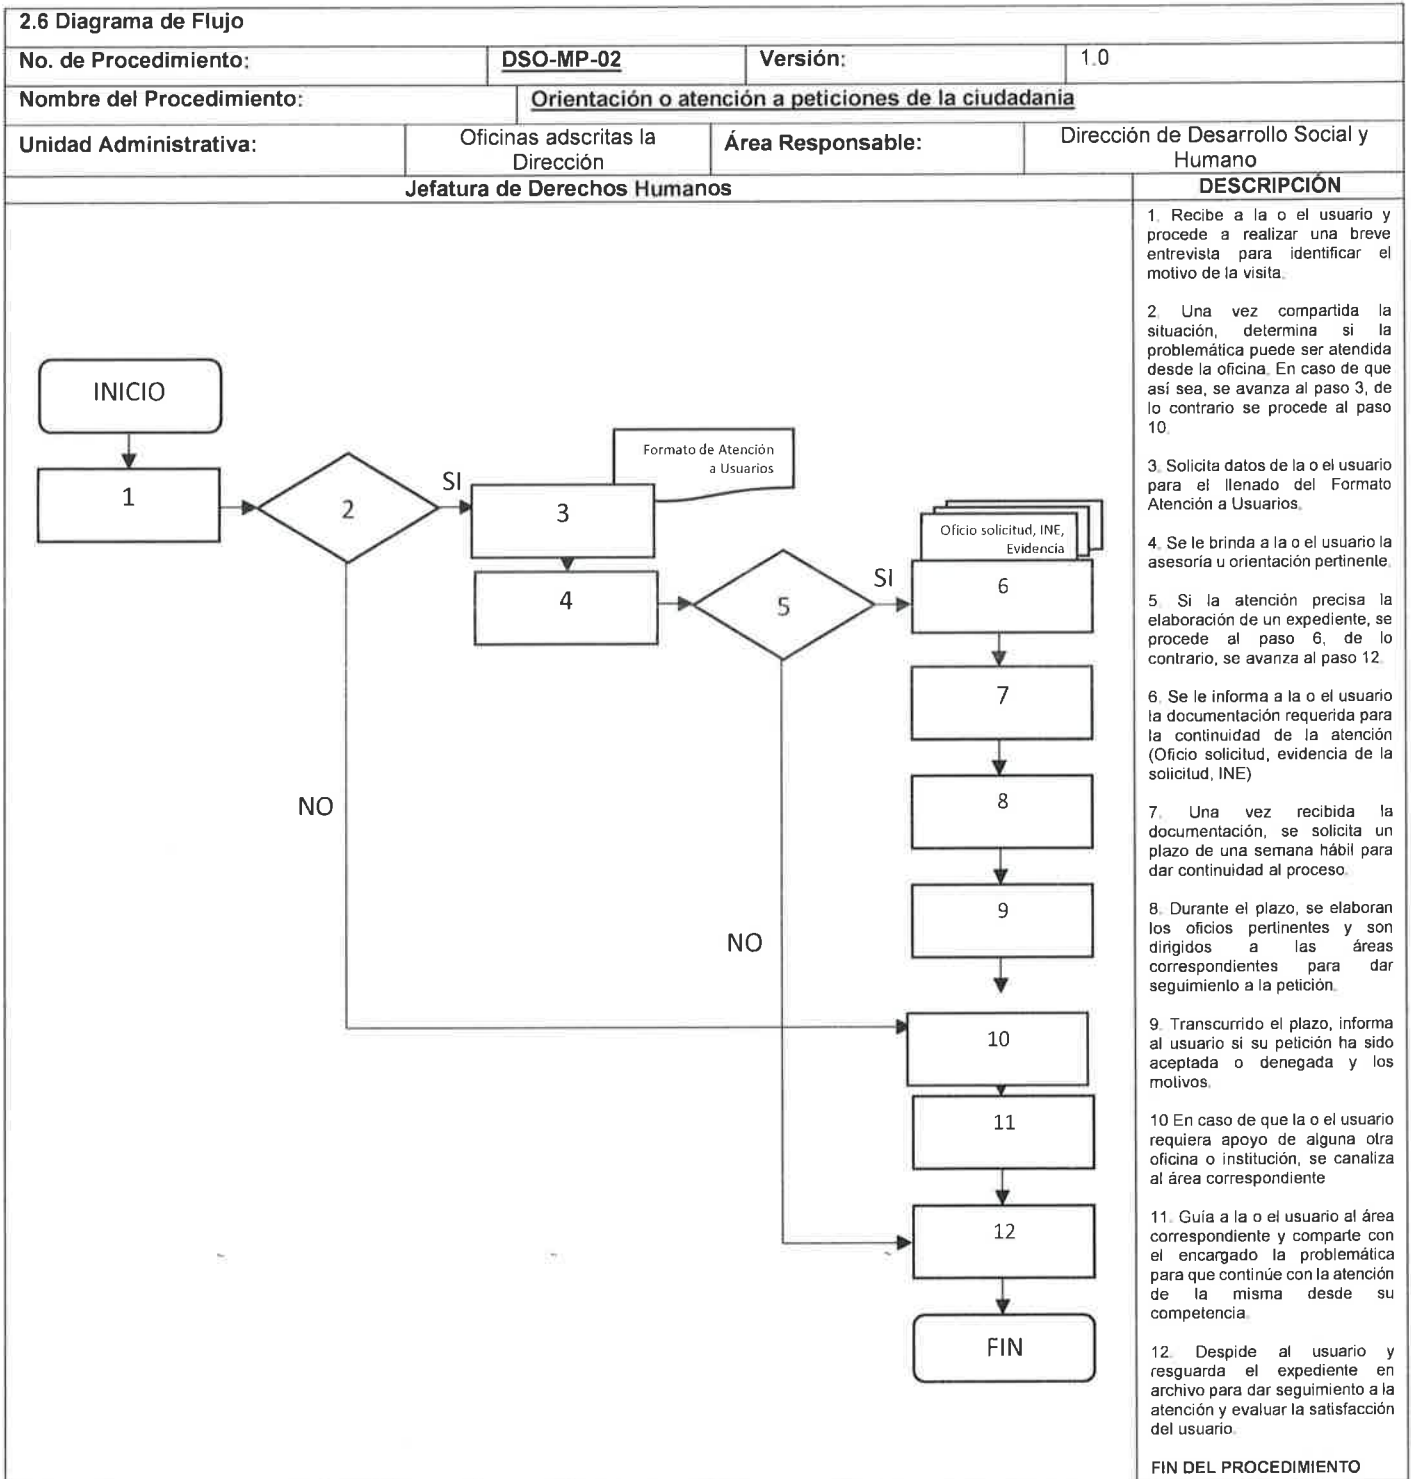 2.6 Diagrama de Flujo
No. de Procedimiento:
DSO-MP-02
Versión:
1.0
Nombre del Procedimiento:
Orientación o atención a peticiones de la ciudadanía
Unidad Administrativa:
Oficinas adscritas la
Dirección
Área Responsable:
Dirección de Desarrollo Social y
Humano
Jefatura de Derechos Humanos
DESCRIPCIÓN
INICIO
1
2
SI
NO
3
Formato de Atención
a Usuarios
4
5
SI
NO
Oficio solicitud, INE,
Evidencia
6
7
8
9
10
11
12
FIN
1. Recibe a la o el usuario y
procede a realizar una breve
entrevista para identificar el
motivo de la visita.
2. Una vez compartida la
situación, determina si la
problemática puede ser atendida
desde la oficina. En caso de que
así sea, se avanza al paso 3, de
lo contrario se procede al paso
10.
3. Solicita datos de la o el usuario
para el llenado del Formato
Atención a Usuarios.
4. Se le brinda a la o el usuario la
asesoría u orientación pertinente.
5. Si la atención precisa la
elaboración de un expediente, se
procede al paso 6, de lo
contrario, se avanza al paso 12.
6. Se le informa a la o el usuario
la documentación requerida para
la continuidad de la atención
(Oficio solicitud, evidencia de la
solicitud, INE)
7. Una vez recibida la
documentación, se solicita un
plazo de una semana hábil para
dar continuidad al proceso.
8. Durante el plazo, se elaboran
los oficios pertinentes y son
dirigidos a las áreas
correspondientes para dar
seguimiento a la petición.
9. Transcurrido el plazo, informa
al usuario si su petición ha sido
aceptada o denegada y los
motivos.
10 En caso de que la o el usuario
requiera apoyo de alguna otra
oficina o institución, se canaliza
al área correspondiente
11. Guía a la o el usuario al área
correspondiente y comparte con
el encargado la problemática
para que continúe con la atención
de la misma desde su
competencia.
12. Despide al usuario y
resguarda el expediente en
archivo para dar seguimiento a la
atención y evaluar la satisfacción
del usuario.
FIN DEL PROCEDIMIENTO